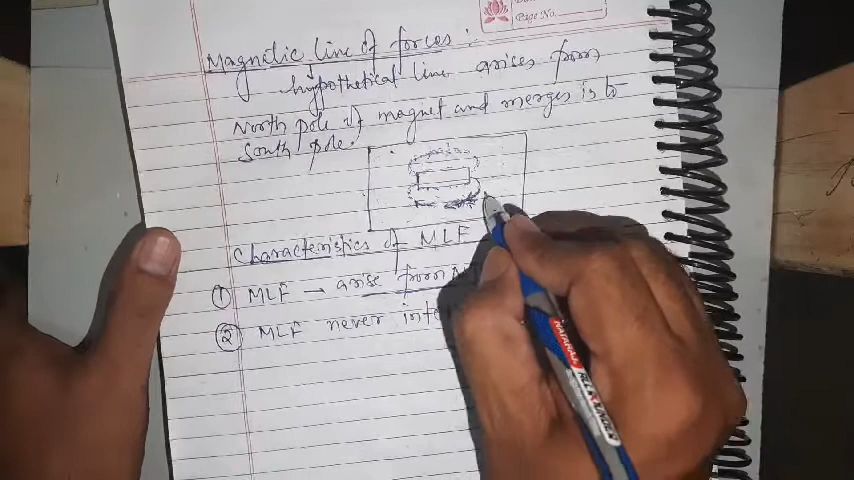 Page No.
Magnetic line of forces :
hypothetical line arises from
North pole of magnet and merges is to
South pole.
Characteristics of MLF
① MLF → arise from N
② MLF never inte
NATARAJ